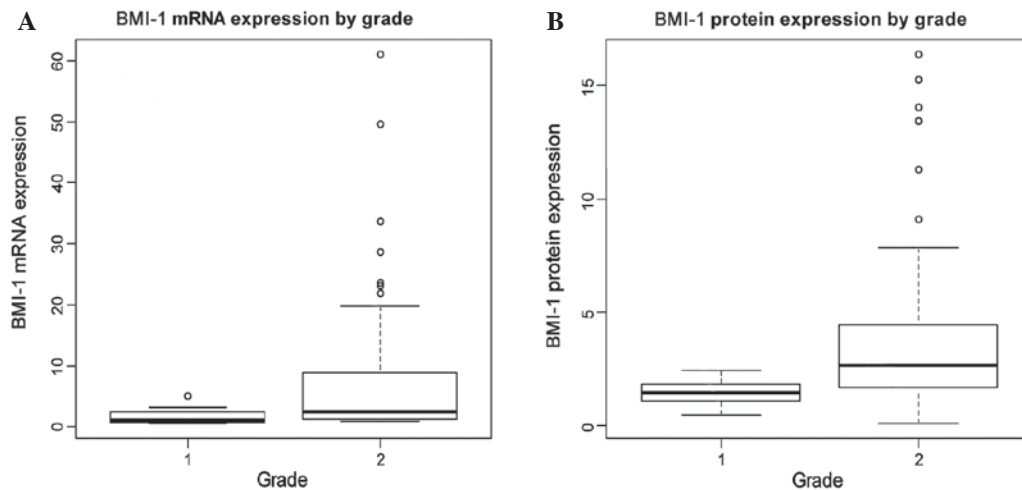 A
BMI-1 mRNA expression by grade
BMI-1 mRNA expression
60
50
40
30
20
10
0
1
2
Grade
B
BMI-1 protein expression by grade
BMI-1 protein expression
15
10
5
0
1
2
Grade